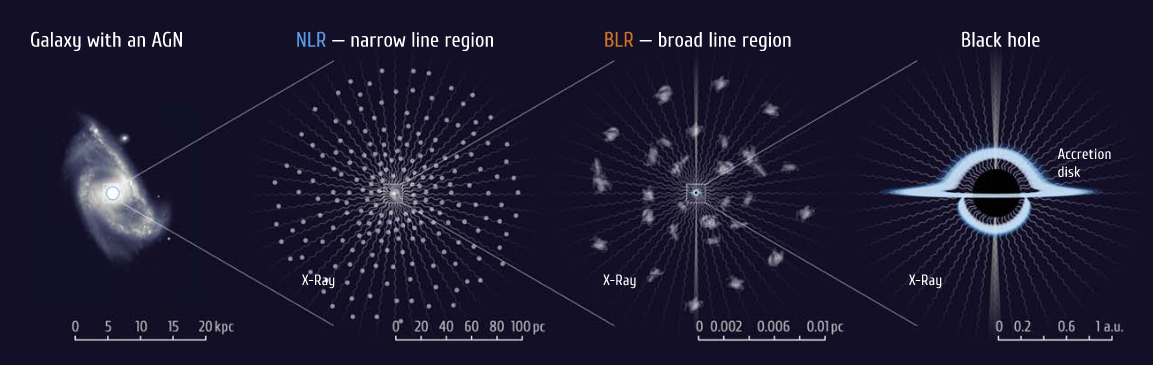 Galaxy with an AGN
NLR — narrow line region
BLR — broad line region
Black hole
Accretion
disk
X-Ray
X-Ray
X-Ray
0 5 10 15 20 kpc
0 20 40 60 80 100 pc
0 0.002 0.006 0.01 pc
0 0.2 0.6 1 a.u.